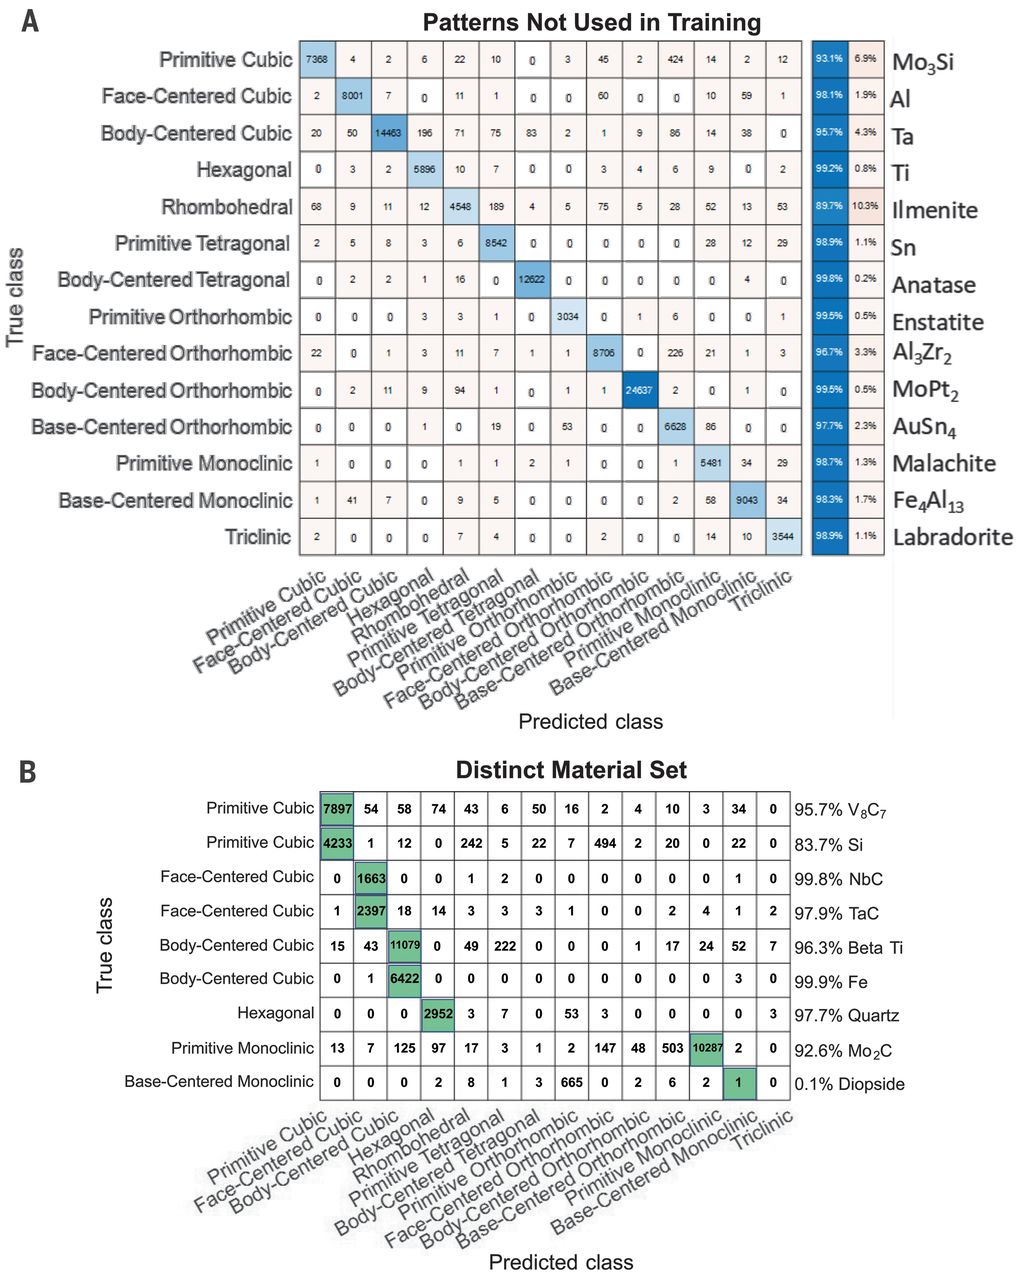 A
Patterns Not Used in Training
Primitive Cubic 7368 4 2 6 22 10 0 3 45 2 424 14 2 12 93.1% 6.9% Mo3Si
Face-Centered Cubic 2 8001 7 0 11 1 0 0 60 0 0 10 59 1 98.1% 1.9% Al
Body-Centered Cubic 20 50 14463 196 71 75 83 2 1 9 86 14 38 0 95.7% 4.3% Ta
Hexagonal 0 3 2 5896 10 7 0 0 3 4 6 9 0 2 99.2% 0.8% Ti
Rhombohedral 68 9 11 12 4548 189 4 5 75 5 28 52 13 53 89.7% 10.3% Ilmenite
Primitive Tetragonal 2 5 8 3 6 8542 0 0 0 0 0 28 12 29 98.9% 1.1% Sn
Body-Centered Tetragonal 0 2 2 1 16 0 12622 0 0 0 0 0 4 0 99.8% 0.2% Anatase
Primitive Orthorhombic 0 0 0 3 3 1 0 3034 0 1 6 0 0 1 99.5% 0.5% Enstatite
Face-Centered Orthorhombic 22 0 1 3 11 7 1 1 8706 0 226 21 1 3 96.7% 3.3% Al3Zr2
Body-Centered Orthorhombic 0 2 11 9 94 1 0 1 1 24637 2 0 1 0 99.5% 0.5% MoPt2
Base-Centered Orthorhombic 0 0 0 1 0 19 0 53 0 0 6628 86 0 0 97.7% 2.3% AuSn4
Primitive Monoclinic 1 0 0 0 1 1 2 1 0 0 1 5481 34 29 98.7% 1.3% Malachite
Base-Centered Monoclinic 1 41 7 0 9 5 0 0 0 0 2 58 9043 34 98.3% 1.7% Fe4Al13
Triclinic 2 0 0 0 7 4 0 0 2 0 0 14 10 3544 98.9% 1.1% Labradorite
True class
Primitive Cubic
Face-Centered Cubic
Body-Centered Cubic
Hexagonal
Rhombohedral
Primitive Tetragonal
Body-Centered Tetragonal
Primitive Orthorhombic
Face-Centered Orthorhombic
Body-Centered Orthorhombic
Base-Centered Orthorhombic
Primitive Monoclinic
Base-Centered Monoclinic
Triclinic
Predicted class
B
Distinct Material Set
Primitive Cubic 7897 54 58 74 43 6 50 16 2 4 10 3 34 0 95.7% V8C7
Primitive Cubic 4233 1 12 0 242 5 22 7 494 2 20 0 22 0 83.7% Si
Face-Centered Cubic 0 1663 0 0 1 2 0 0 0 0 0 0 1 0 99.8% NbC
Face-Centered Cubic 1 2397 18 14 3 3 3 1 0 0 2 4 1 2 97.9% TaC
Body-Centered Cubic 15 43 11079 0 49 222 0 0 0 1 17 24 52 7 96.3% Beta Ti
Body-Centered Cubic 0 1 6422 0 0 0 0 0 0 0 0 0 3 0 99.9% Fe
Hexagonal 0 0 0 2952 3 7 0 53 3 0 0 0 0 3 97.7% Quartz
Primitive Monoclinic 13 7 125 97 17 3 1 2 147 48 503 10287 2 0 92.6% Mo2C
Base-Centered Monoclinic 0 0 0 2 8 1 3 665 0 2 6 2 1 0 0.1% Diopside
True class
Primitive Cubic
Face-Centered Cubic
Body-Centered Cubic
Hexagonal
Rhombohedral
Primitive Tetragonal
Body-Centered Tetragonal
Primitive Orthorhombic
Face-Centered Orthorhombic
Body-Centered Orthorhombic
Base-Centered Orthorhombic
Primitive Monoclinic
Base-Centered Monoclinic
Triclinic
Predicted class